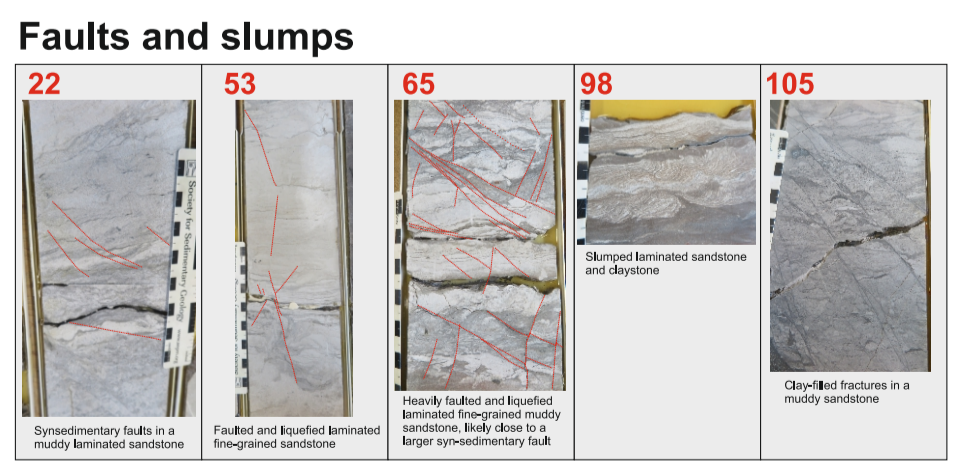 Faults and slumps
22
53
65
98
105
Society for Sedimentary Geology
Synsedimentary faults in a
muddy laminated sandstone
Faulted and liquefied laminated
fine-grained sandstone
Heavily faulted and liquefied
laminated fine-grained muddy
sandstone, likely close to a
larger syn-sedimentary fault
Slumped laminated sandstone
and claystone
Clay-filled fractures in a
muddy sandstone